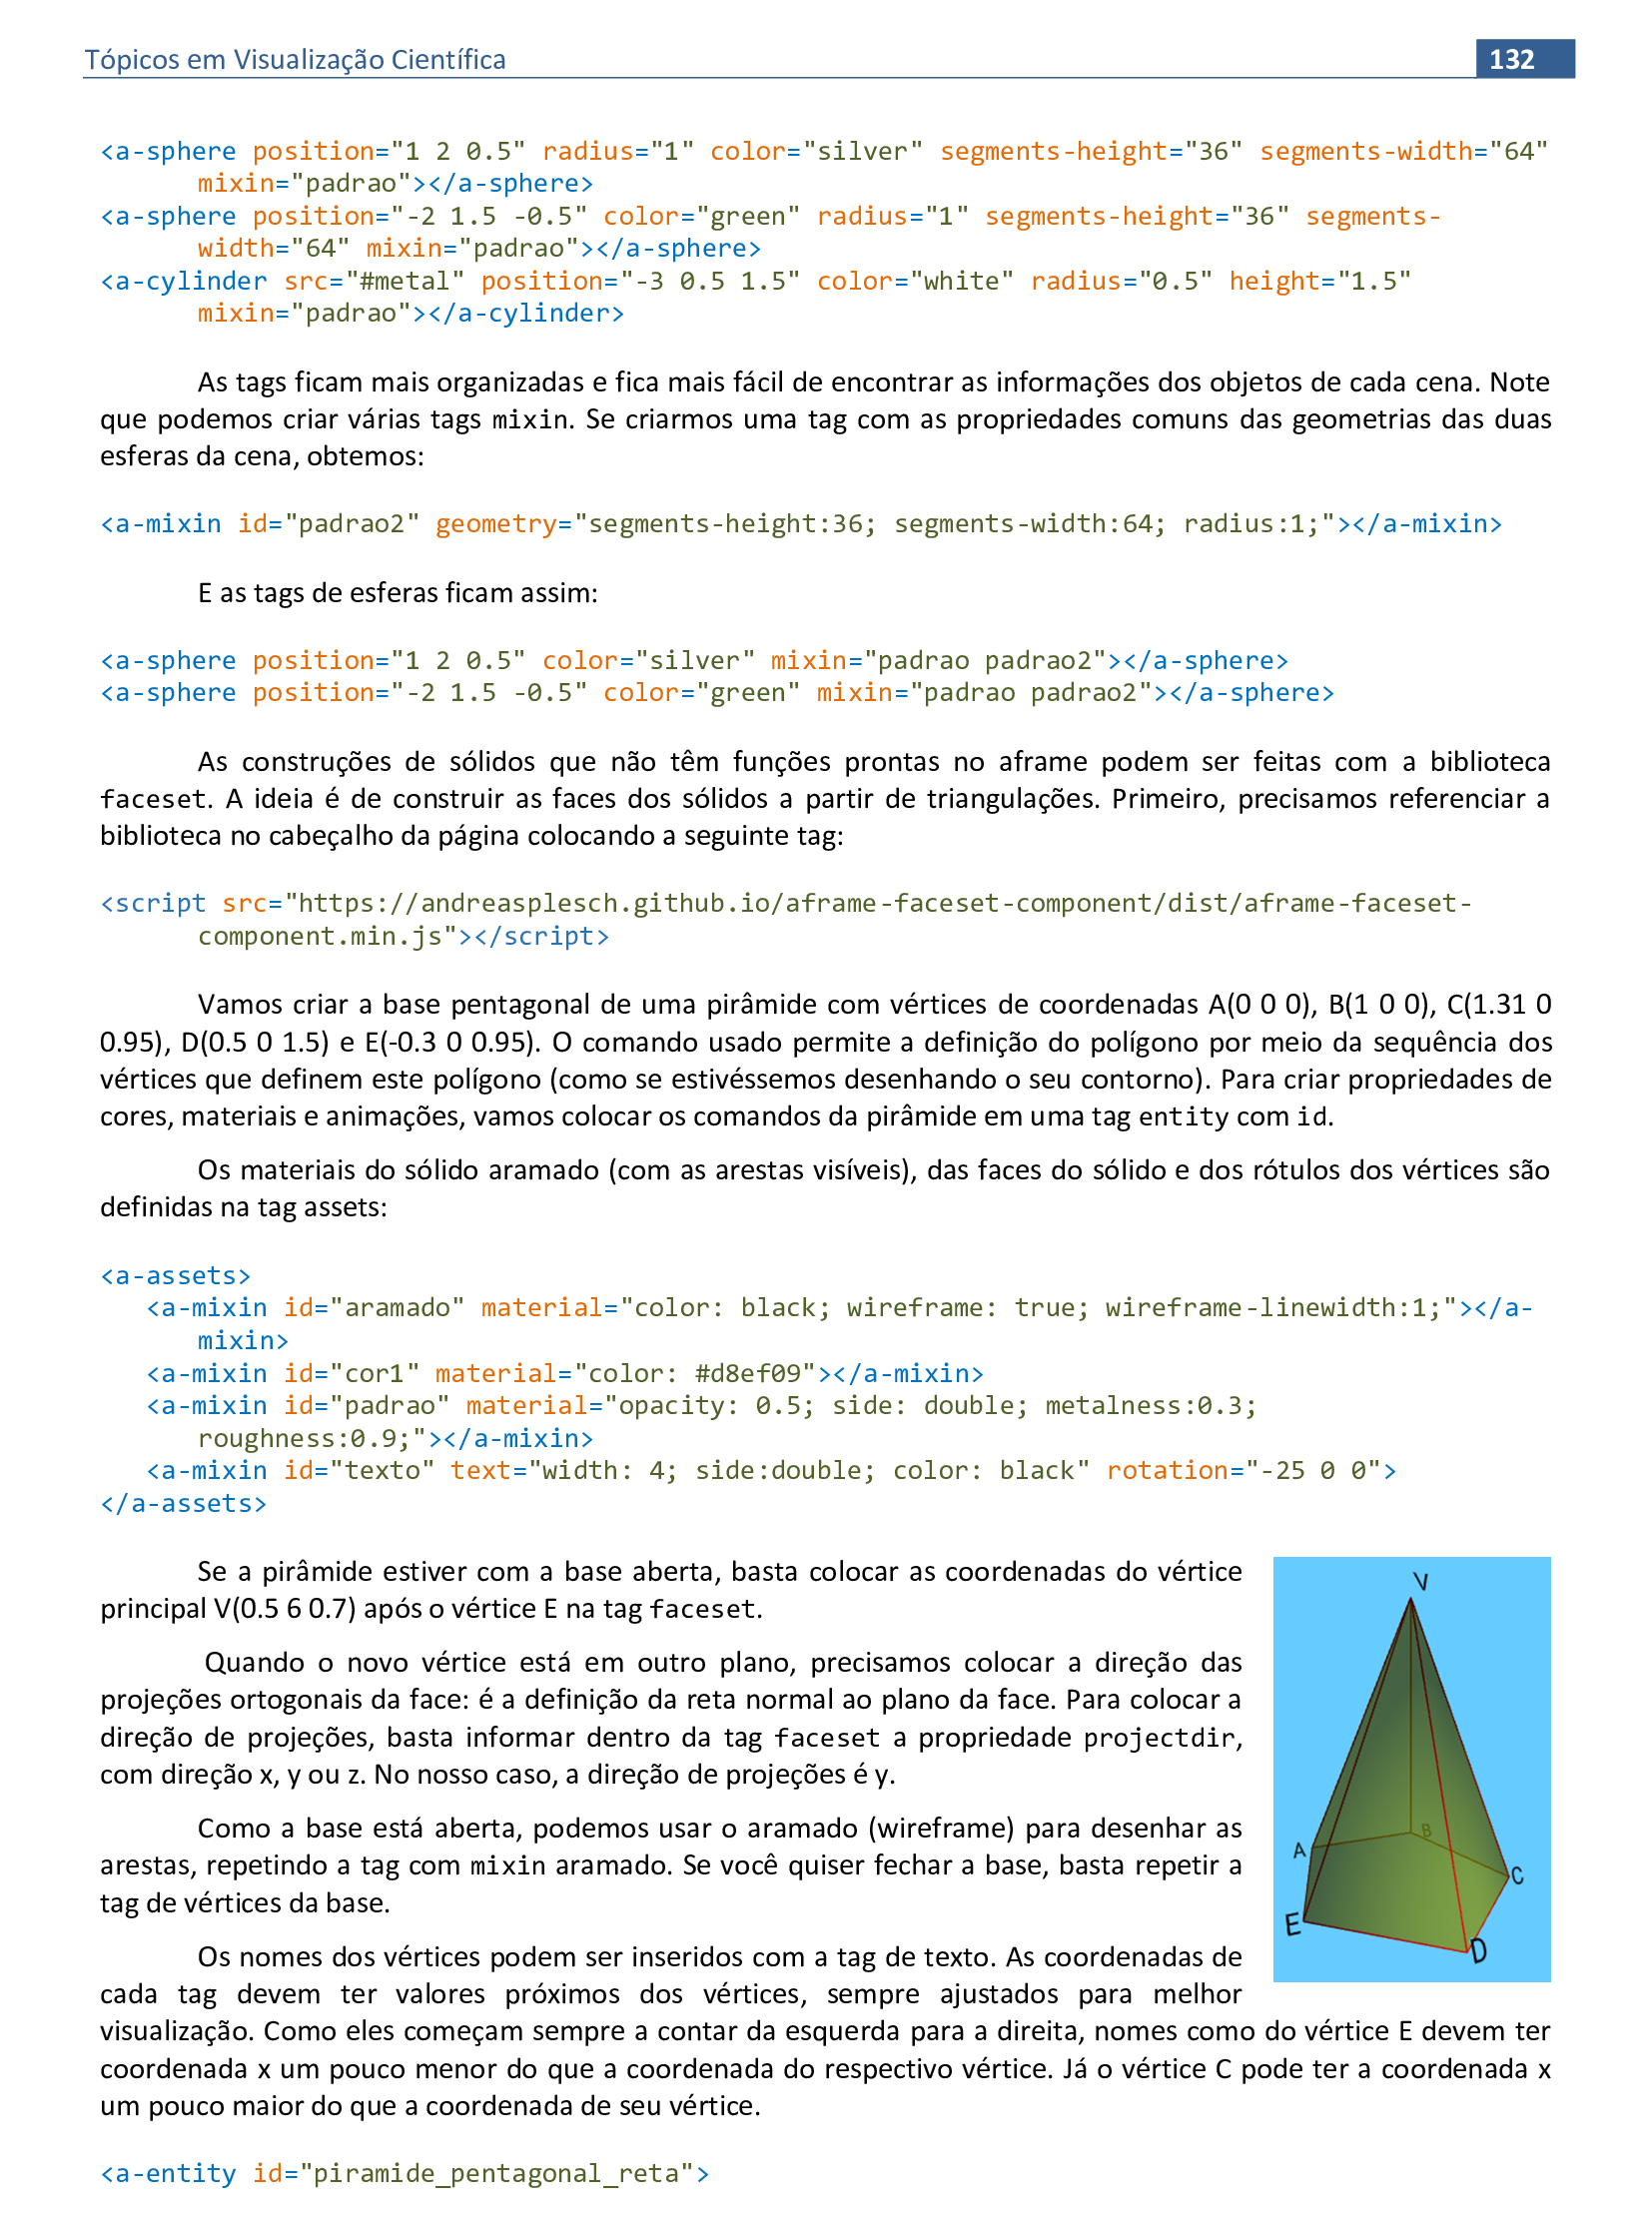 Tópicos em Visualização Científica 132
<a-sphere position="1 2 0.5" radius="1" color="silver" segments-height="36" segments-width="64"
mixin="padrao"></a-sphere>
<a-sphere position="-2 1.5 -0.5" color="green" radius="1" segments-height="36" segments-
width="64" mixin="padrao"></a-sphere>
<a-cylinder src="#metal" position="-3 0.5 1.5" color="white" radius="0.5" height="1.5"
mixin="padrao"></a-cylinder>
As tags ficam mais organizadas e fica mais fácil de encontrar as informações dos objetos de cada cena. Note
que podemos criar várias tags mixin. Se criarmos uma tag com as propriedades comuns das geometrias das duas
esferas da cena, obtemos:
<a-mixin id="padrao2" geometry="segments-height:36; segments-width:64; radius:1;"></a-mixin>
E as tags de esferas ficam assim:
<a-sphere position="1 2 0.5" color="silver" mixin="padrao padrao2"></a-sphere>
<a-sphere position="-2 1.5 -0.5" color="green" mixin="padrao padrao2"></a-sphere>
As construções de sólidos que não têm funções prontas no aframe podem ser feitas com a biblioteca
faceset. A ideia é de construir as faces dos sólidos a partir de triangulações. Primeiro, precisamos referenciar a
biblioteca no cabeçalho da página colocando a seguinte tag:
<script src="https://andreasplesch.github.io/aframe-faceset-component/dist/aframe-faceset-
component.min.js"></script>
Vamos criar a base pentagonal de uma pirâmide com vértices de coordenadas A(0 0 0), B(1 0 0), C(1.31 0
0.95), D(0.5 0 1.5) e E(-0.3 0 0.95). O comando usado permite a definição do polígono por meio da sequência dos
vértices que definem este polígono (como se estivéssemos desenhando o seu contorno). Para criar propriedades de
cores, materiais e animações, vamos colocar os comandos da pirâmide em uma tag entity com id.
Os materiais do sólido aramado (com as arestas visíveis), das faces do sólido e dos rótulos dos vértices são
definidas na tag assets:
<a-assets>
<a-mixin id="aramado" material="color: black; wireframe: true; wireframe-linewidth:1;"></a-
mixin>
<a-mixin id="cor1" material="color: #d8ef09"></a-mixin>
<a-mixin id="padrao" material="opacity: 0.5; side: double; metalness:0.3;
roughness:0.9;"></a-mixin>
<a-mixin id="texto" text="width: 4; side:double; color: black" rotation="-25 0 0">
</a-assets>
Se a pirâmide estiver com a base aberta, basta colocar as coordenadas do vértice
principal V(0.5 6 0.7) após o vértice E na tag faceset.
Quando o novo vértice está em outro plano, precisamos colocar a direção das
projeções ortogonais da face: é a definição da reta normal ao plano da face. Para colocar a
direção de projeções, basta informar dentro da tag faceset a propriedade projectdir,
com direção x, y ou z. No nosso caso, a direção de projeções é y.
Como a base está aberta, podemos usar o aramado (wireframe) para desenhar as
arestas, repetindo a tag com mixin aramado. Se você quiser fechar a base, basta repetir a
tag de vértices da base.
Os nomes dos vértices podem ser inseridos com a tag de texto. As coordenadas de
cada tag devem ter valores próximos dos vértices, sempre ajustados para melhor
visualização. Como eles começam sempre a contar da esquerda para a direita, nomes como do vértice E devem ter
coordenada x um pouco menor do que a coordenada do respectivo vértice. Já o vértice C pode ter a coordenada x
um pouco maior do que a coordenada de seu vértice.
V
B
A
C
E
D
<a-entity id="piramide_pentagonal_reta">